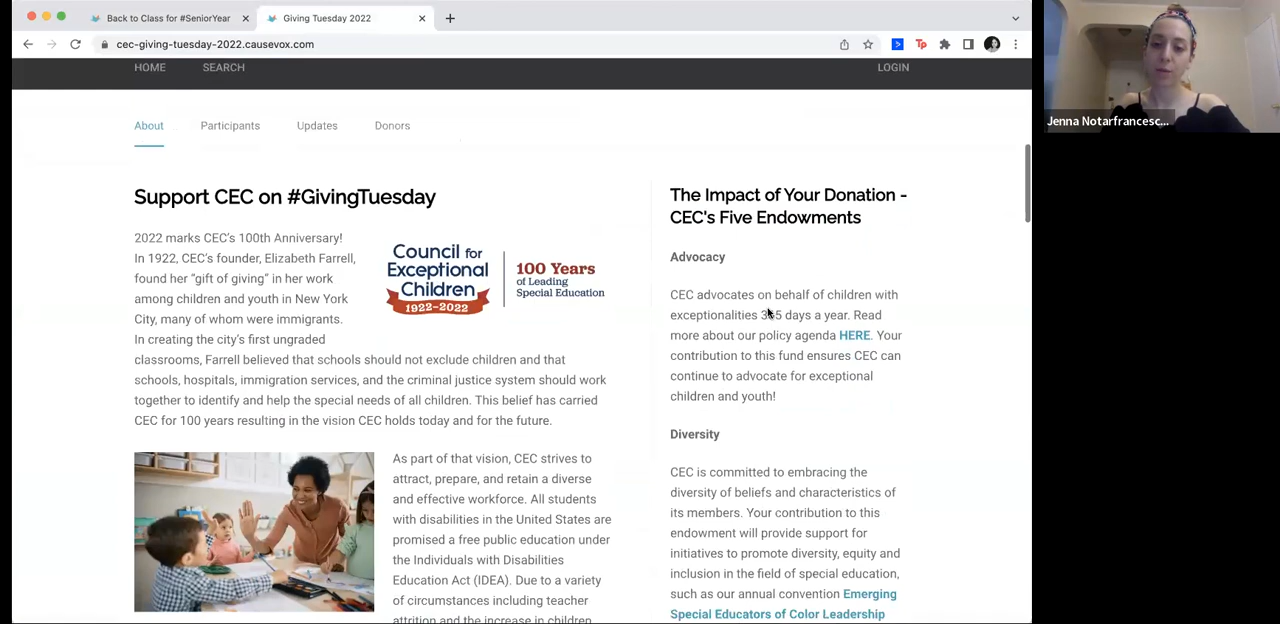 Back to Class for #SeniorYear
Giving Tuesday 2022
cec-giving-tuesday-2022.causevox.com
HOME
SEARCH
LOGIN
About
Participants
Updates
Donors
Support CEC on #GivingTuesday
2022 marks CEC's 100th Anniversary!
In 1922, CEC's founder, Elizabeth Farrell,
found her "gift of giving" in her work
among children and youth in New York
City, many of whom were immigrants.
In creating the city's first ungraded
classrooms, Farrell believed that schools should not exclude children and that
schools, hospitals, immigration services, and the criminal justice system should work
together to identify and help the special needs of all children. This belief has carried
CEC for 100 years resulting in the vision CEC holds today and for the future.
Council for
Exceptional
Children
1922-2022
100 Years
of Leading
Special Education
As part of that vision, CEC strives to
attract, prepare, and retain a diverse
and effective workforce. All students
with disabilities in the United States are
promised a free public education under
the Individuals with Disabilities
Education Act (IDEA). Due to a variety
of circumstances including teacher
attrition and the increase in children
The Impact of Your Donation -
CEC's Five Endowments
Advocacy
CEC advocates on behalf of children with
exceptionalities 365 days a year. Read
more about our policy agenda HERE. Your
contribution to this fund ensures CEC can
continue to advocate for exceptional
children and youth!
Diversity
CEC is committed to embracing the
diversity of beliefs and characteristics of
its members. Your contribution to this
endowment will provide support for
initiatives to promote diversity, equity and
inclusion in the field of special education,
such as our annual convention Emerging
Special Educators of Color Leadership
Jenna Notarfrancesc...
Tp